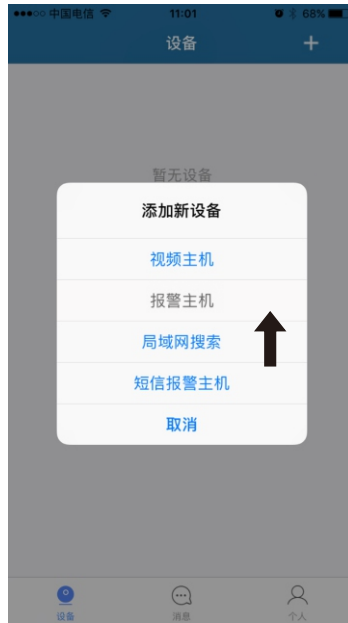 中国电信 11:01 68%
设备 +
暂无设备
添加新设备
视频主机
报警主机
局域网搜索
短信报警主机
取消
设备 消息 个人